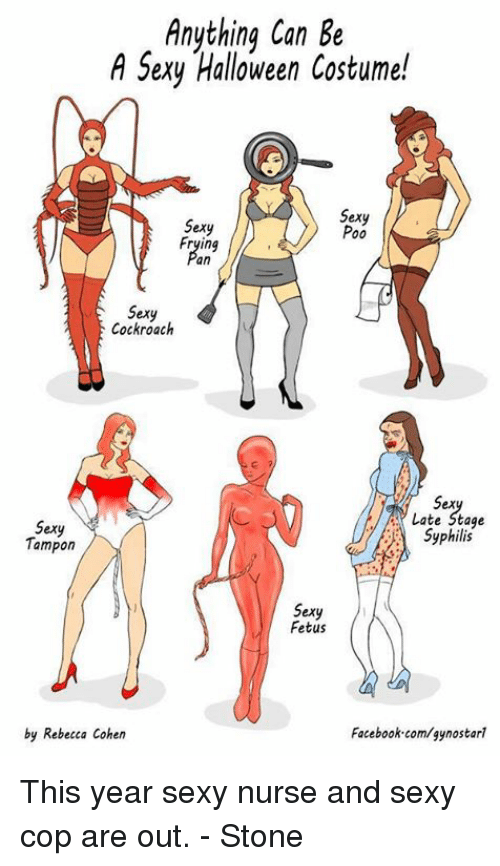 Anything Can Be
A Sexy Halloween Costume!
Sexy
Cockroach
Sexy
Frying
Pan
Sexy
Poo
Sexy
Tampon
Sexy
Fetus
Sexy
Late Stage
Syphilis
by Rebecca Cohen
Facebook.com/gynostar1
This year sexy nurse and sexy
cop are out. - Stone